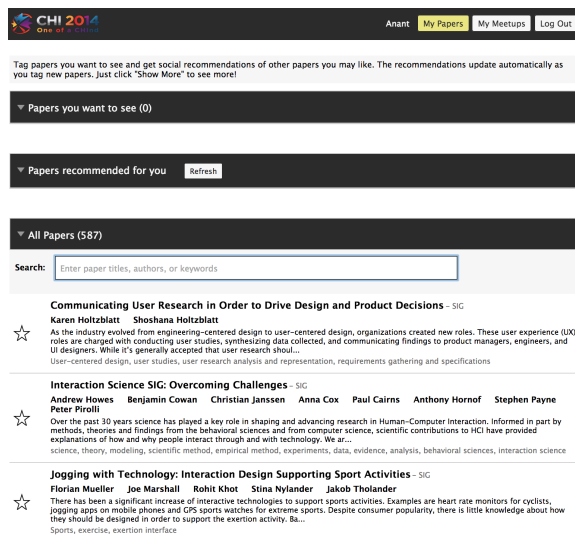 CHI 2014
One of a CHInd
Anant My Papers My Meetups Log Out
Tag papers you want to see and get social recommendations of other papers you may like. The recommendations update automatically as
you tag new papers. Just click "Show More" to see more!
Papers you want to see (0)
Papers recommended for you Refresh
All Papers (587)
Search: Enter paper titles, authors, or keywords
Communicating User Research in Order to Drive Design and Product Decisions - SIG
Karen Holtzblatt Shoshana Holtzblatt
As the industry evolved from engineering-centered design to user-centered design, organizations created new roles. These user experience (UX)
roles are charged with conducting user studies, synthesizing data collected, and communicating findings to product managers, engineers, and
UI designers. While it's generally accepted that user research shoul...
User-centered design, user studies, user research analysis and representation, requirements gathering and specifications
Interaction Science SIG: Overcoming Challenges - SIG
Andrew Howes Benjamin Cowan Christian Janssen Anna Cox Paul Cairns Anthony Hornof Stephen Payne
Peter Pirolli
Over the past 30 years science has played a key role in shaping and advancing research in Human-Computer Interaction. Informed in part by
methods, theories and findings from the behavioral sciences and from computer science, scientific contributions to HCI have provided
explanations of how and why people interact through and with technology. We ar...
science, theory, modeling, scientific method, empirical method, experiments, data, evidence, analysis, behavioral sciences, interaction science
Jogging with Technology: Interaction Design Supporting Sport Activities - SIG
Florian Mueller Joe Marshall Rohit Khot Stina Nylander Jakob Tholander
There has been a significant increase of interactive technologies to support sports activities. Examples are heart rate monitors for cyclists,
jogging apps on mobile phones and GPS sports watches for extreme sports. Despite consumer popularity, there is little knowledge about how
they should be designed in order to support the exertion activity. Ba...
Sports, exercise, exertion interface